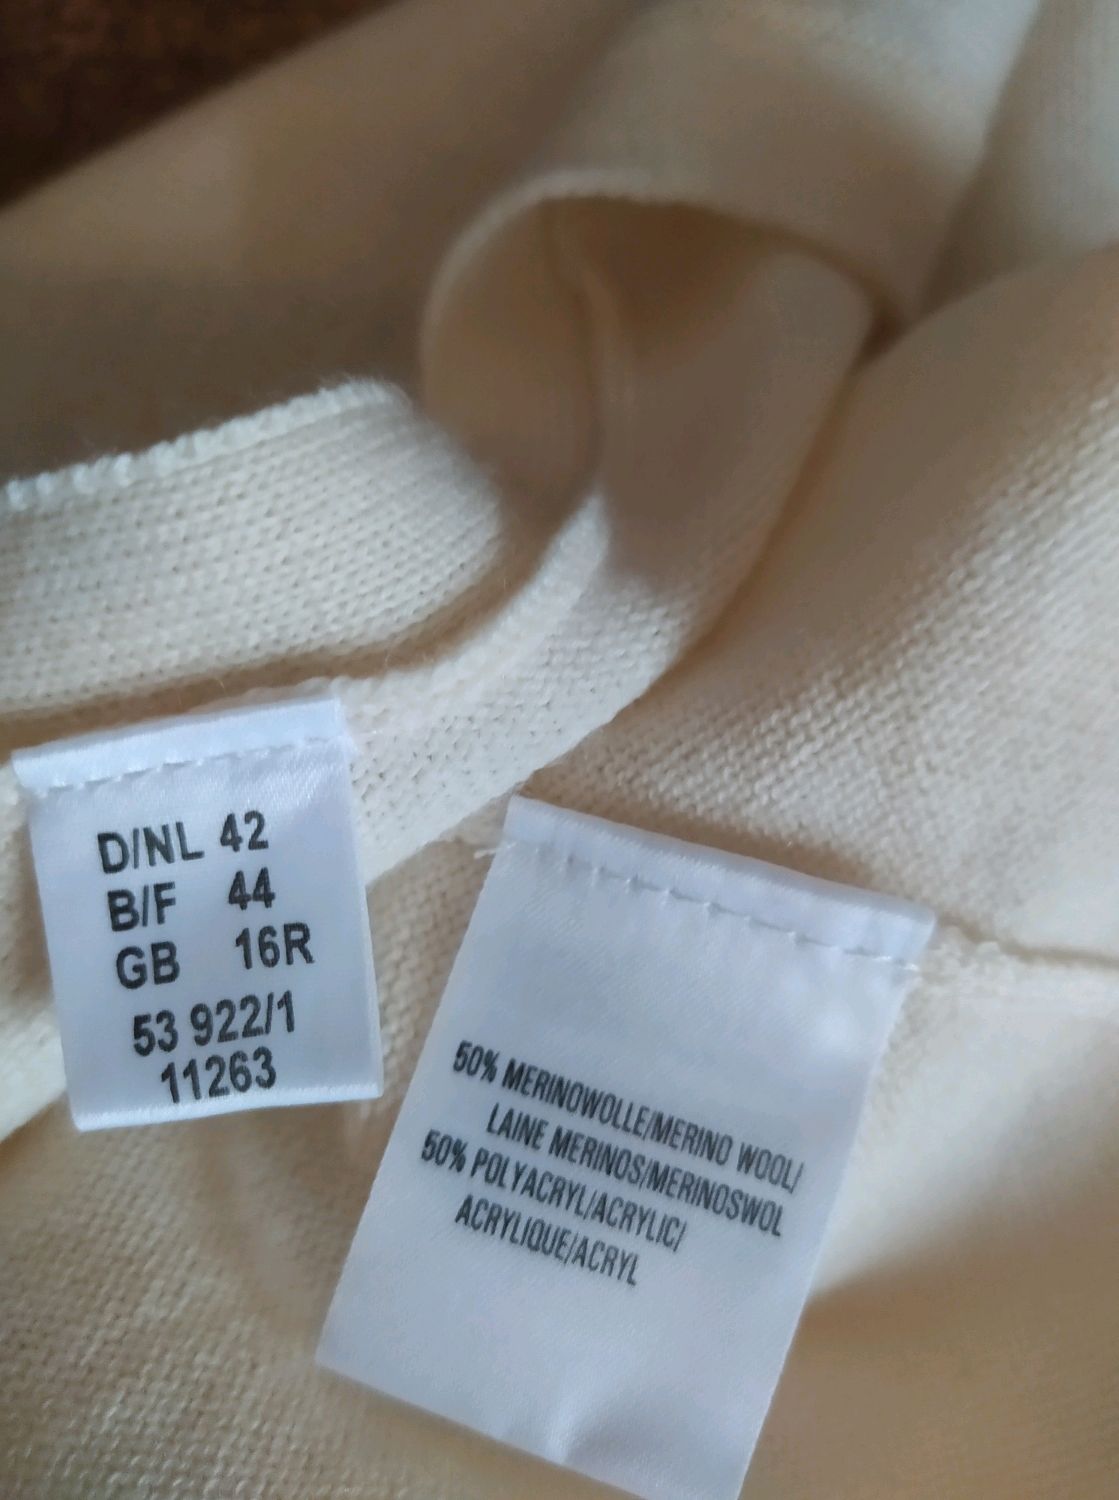 D/NL 42
B/F 44
GB 16R
53 922/1
11263
50% MERINOWOLLE/MERINO WOOL/
LAINE MERINOS/MERINOSWOL
50% POLYACRYL/ACRYLIC/
ACRYLIQUE/ACRYL